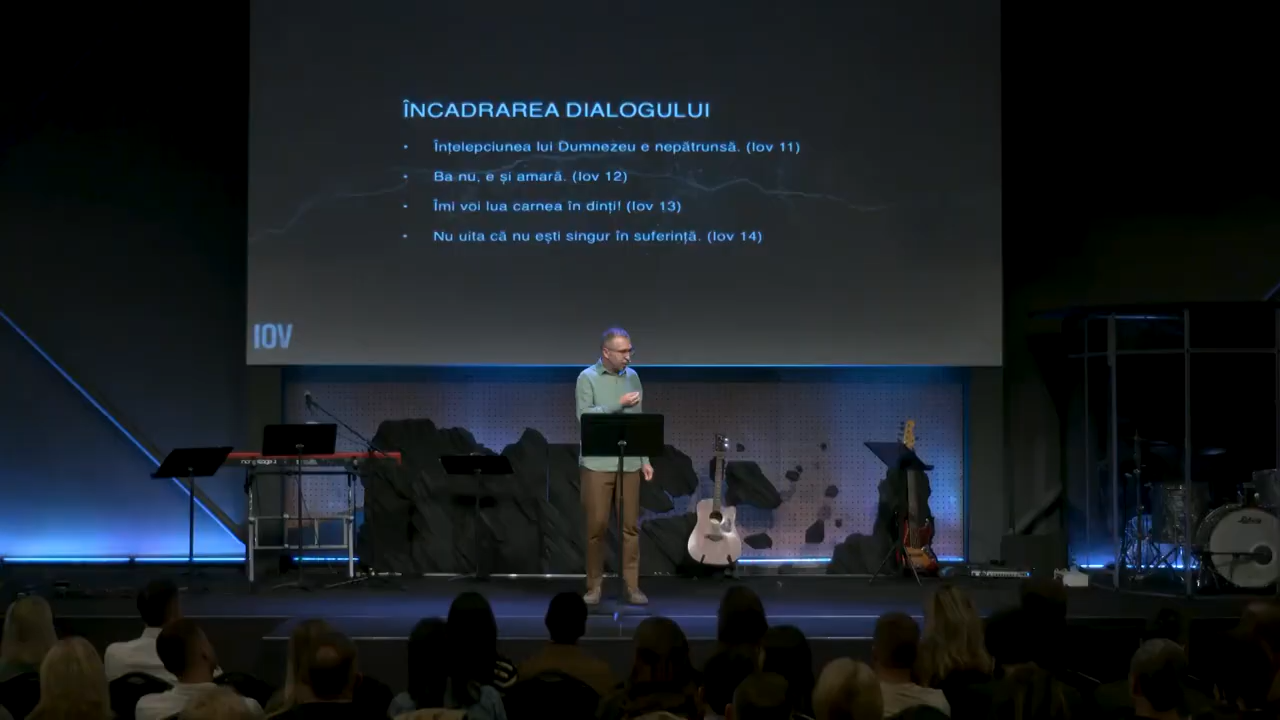 ÎNCADRAREA DIALOGULUI
• Înțelepciunea lui Dumnezeu e nepătrunsă. (Iov 11)
• Ba nu, e și amară. (Iov 12)
• Îmi voi lua carnea în dinți! (Iov 13)
• Nu uita că nu ești singur în suferință. (Iov 14)
IOV